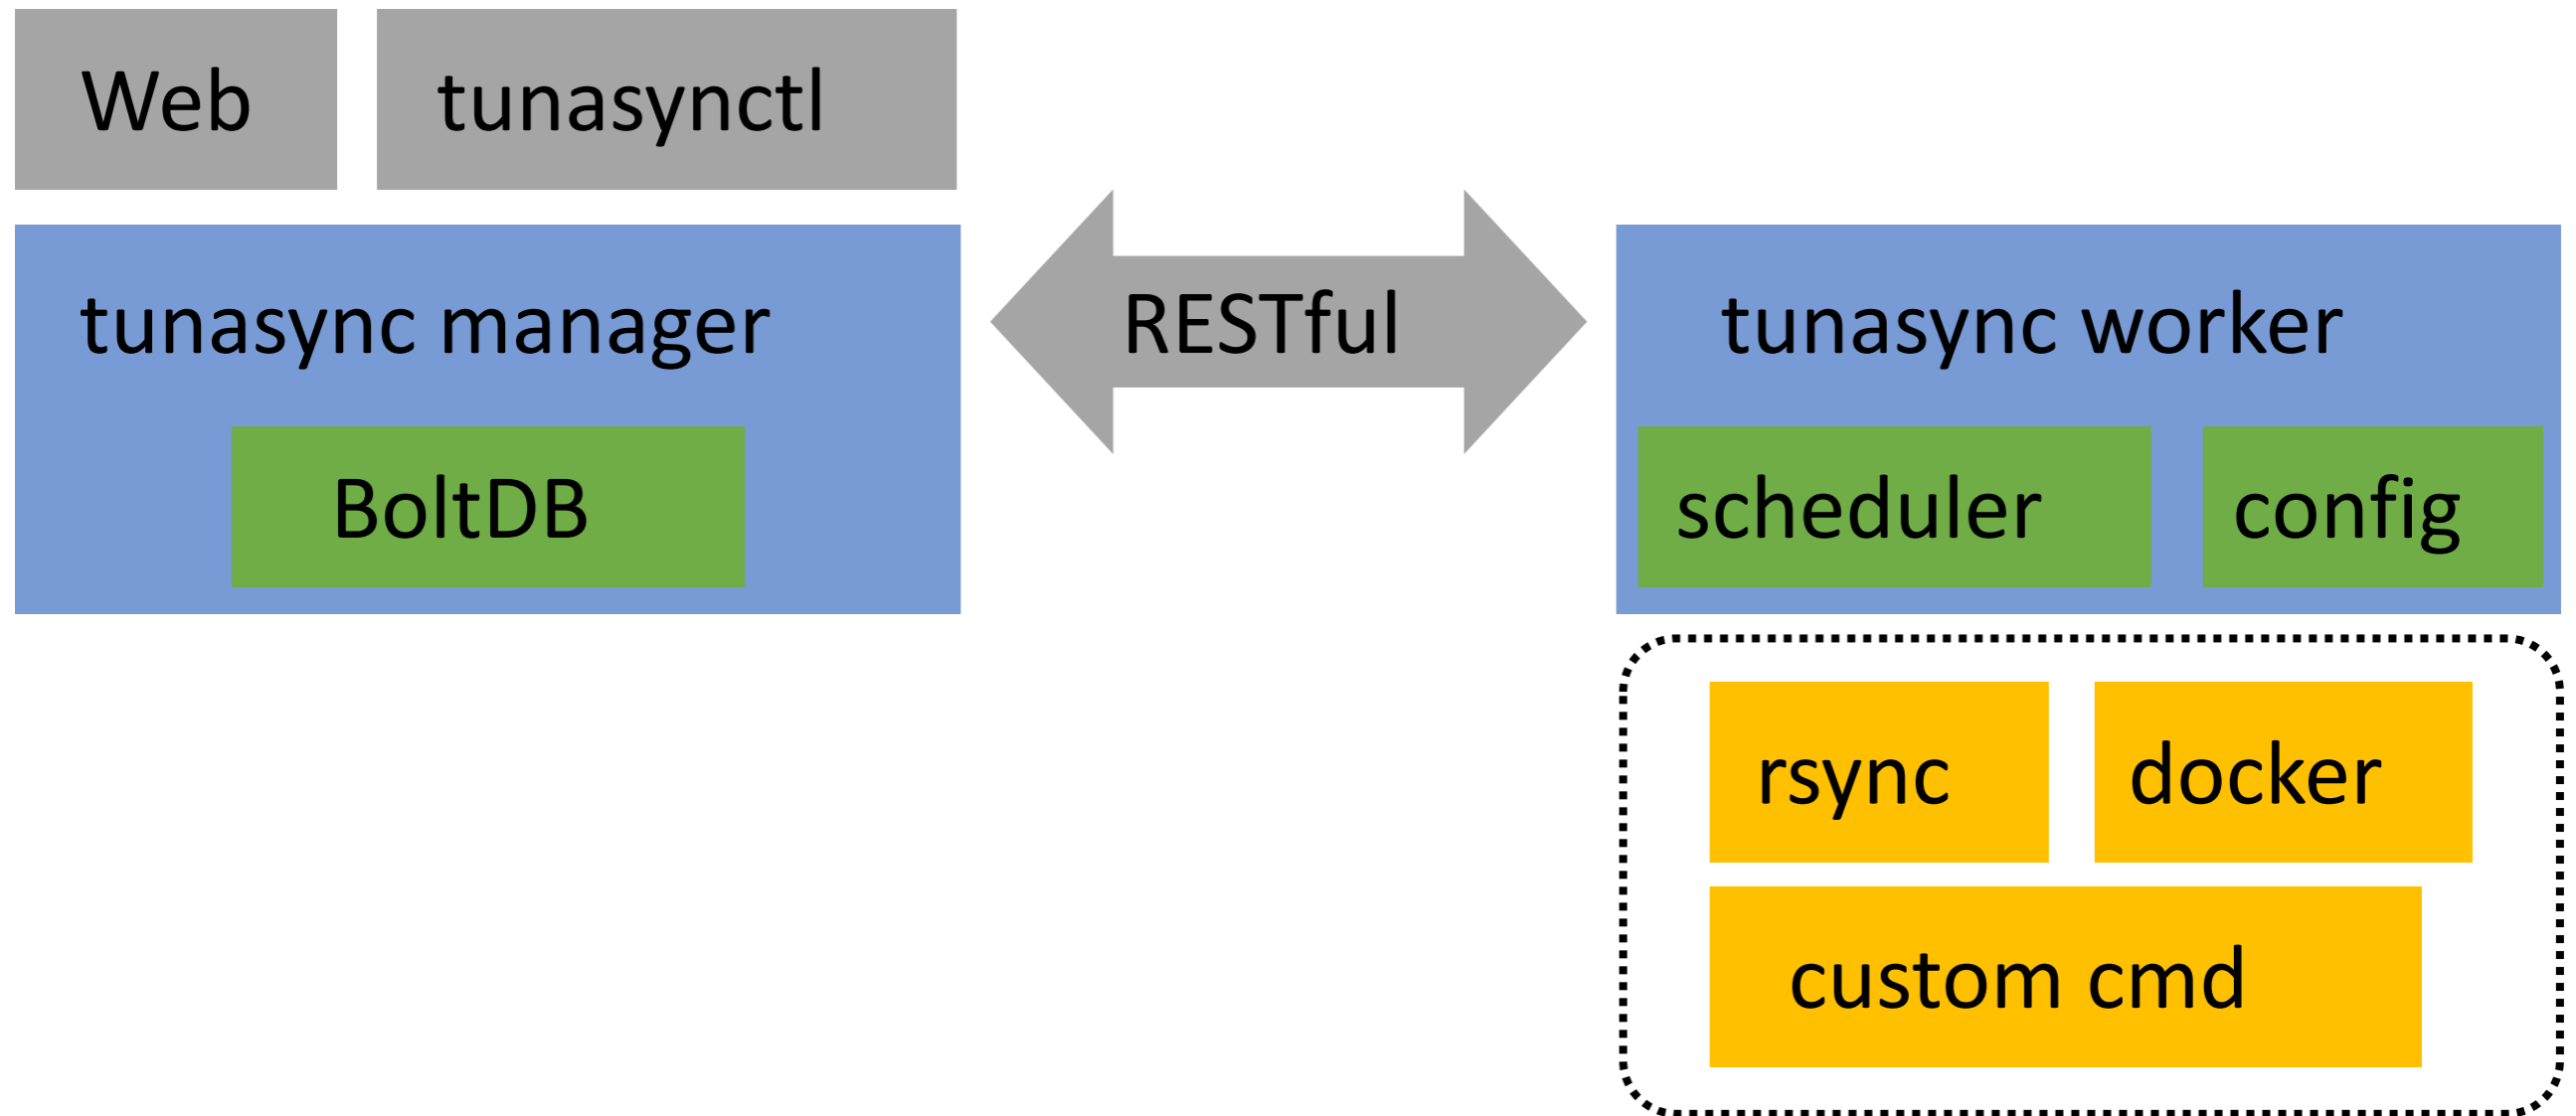 Web
tunasynctl
tunasync manager
BoltDB
RESTful
tunasync worker
scheduler
config
rsync
docker
custom cmd